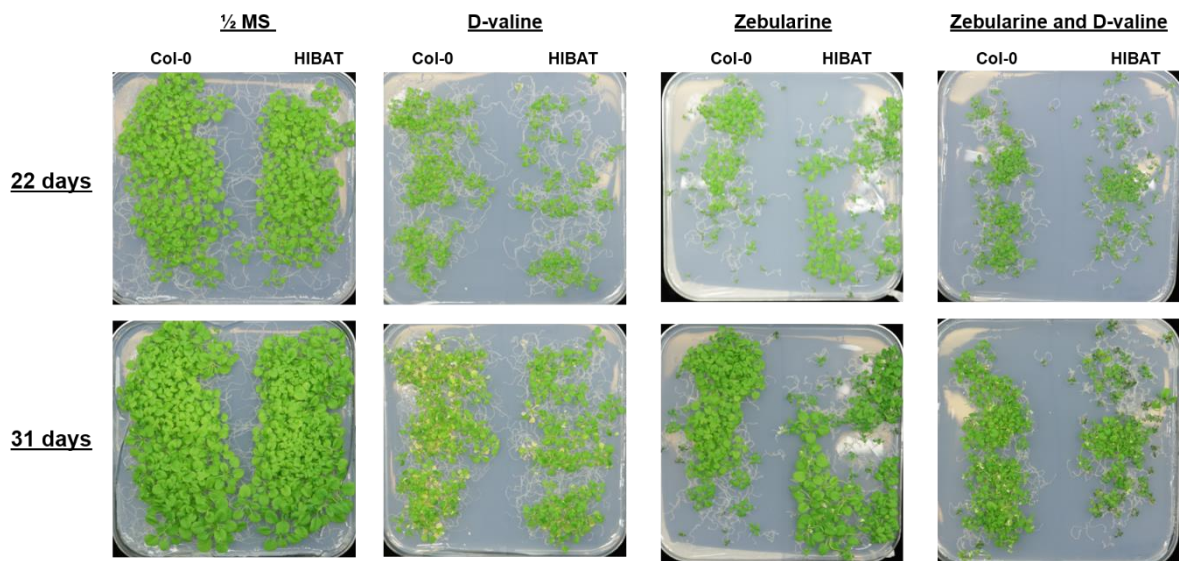 ½ MS
D-valine
Zebularine
Zebularine and D-valine
Col-0 HIBAT
Col-0 HIBAT
Col-0 HIBAT
Col-0 HIBAT
22 days
31 days